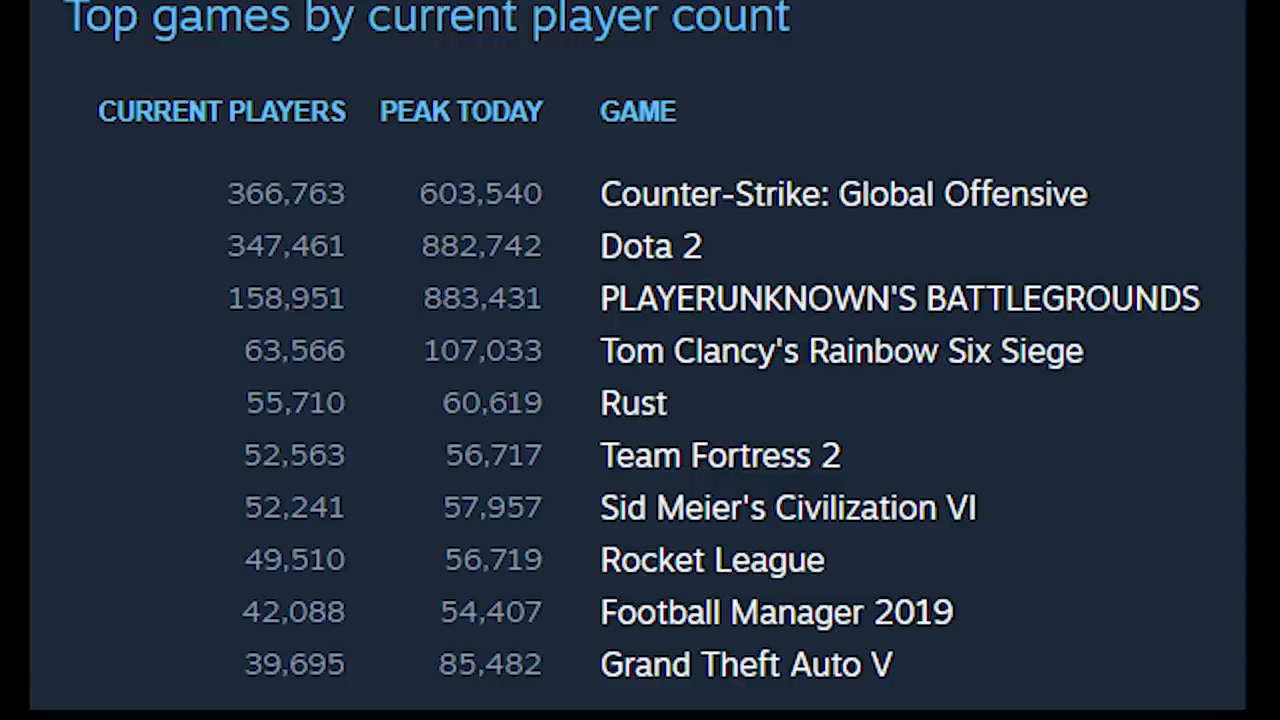 Top games by current player count
CURRENT PLAYERS PEAK TODAY GAME
366,763 603,540 Counter-Strike: Global Offensive
347,461 882,742 Dota 2
158,951 883,431 PLAYERUNKNOWN'S BATTLEGROUNDS
63,566 107,033 Tom Clancy's Rainbow Six Siege
55,710 60,619 Rust
52,563 56,717 Team Fortress 2
52,241 57,957 Sid Meier's Civilization VI
49,510 56,719 Rocket League
42,088 54,407 Football Manager 2019
39,695 85,482 Grand Theft Auto V